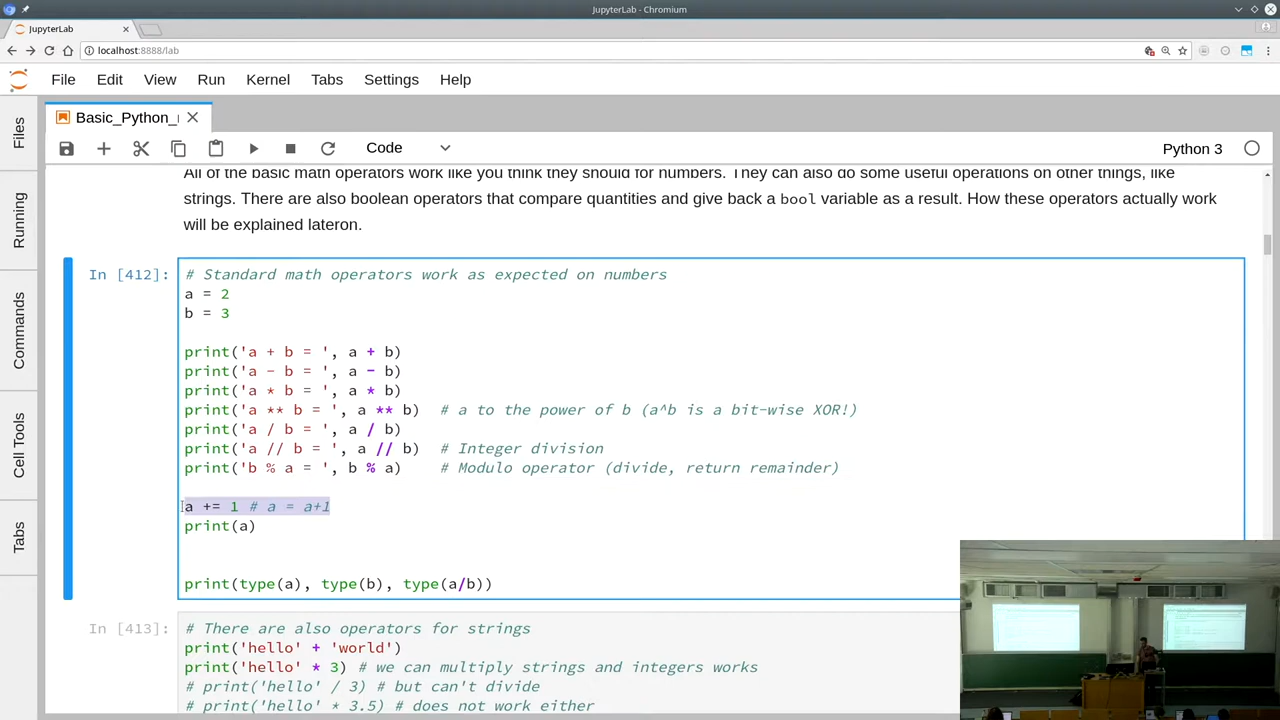 JupyterLab - Chromium
JupyterLab
localhost:8888/lab
File Edit View Run Kernel Tabs Settings Help
Files
Running
Commands
Cell Tools
Tabs
Basic_Python_
Code
Python 3
All of the basic math operators work like you think they should for numbers. They can also do some useful operations on other things, like
strings. There are also boolean operators that compare quantities and give back a bool variable as a result. How these operators actually work
will be explained lateron.
In [412]:
# Standard math operators work as expected on numbers
a = 2
b = 3
print('a + b = ', a + b)
print('a - b = ', a - b)
print('a * b = ', a * b)
print('a ** b = ', a ** b)  # a to the power of b (a^b is a bit-wise XOR!)
print('a / b = ', a / b)
print('a // b = ', a // b)  # Integer division
print('b % a = ', b % a)    # Modulo operator (divide, return remainder)
a += 1 # a = a+1
print(a)
print(type(a), type(b), type(a/b))
In [413]:
# There are also operators for strings
print('hello' + 'world')
print('hello' * 3) # we can multiply strings and integers works
# print('hello' / 3) # but can't divide
# print('hello' * 3.5) # does not work either